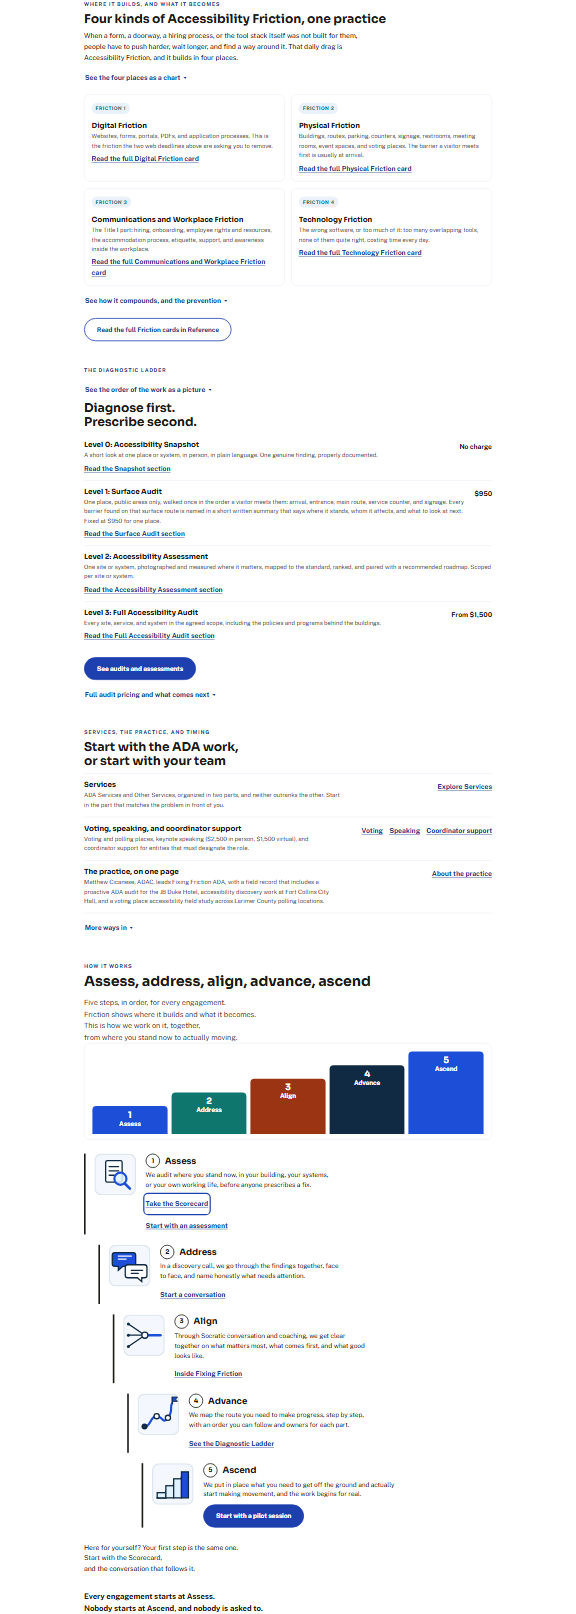 WHERE IT BUILDS, AND WHAT IT BECOMES
Four kinds of Accessibility Friction, one practice
When a form, a doorway, a hiring process, or the tool stack itself was not built for them,
people have to push harder, wait longer, and find a way around it. That daily drag is
Accessibility Friction, and it builds in four places.
See the four places as a chart
FRICTION 1
Digital Friction
Websites, forms, portals, PDFs, and application processes. This is
the friction the two web deadlines above are asking you to remove.
Read the full Digital Friction card
FRICTION 2
Physical Friction
Buildings, routes, parking, counters, signage, restrooms, meeting
rooms, event spaces, and voting places. The barrier a visitor meets
first is usually at arrival.
Read the full Physical Friction card
FRICTION 3
Communications and Workplace Friction
The Title I part: hiring, onboarding, employee rights and resources,
the accommodation process, etiquette, support, and awareness
inside the workplace.
Read the full Communications and Workplace Friction
card
FRICTION 4
Technology Friction
The wrong software, or too much of it: too many overlapping tools,
none of them quite right, costing time every day.
Read the full Technology Friction card
See how it compounds, and the prevention
Read the full Friction cards in Reference
THE DIAGNOSTIC LADDER
See the order of the work as a picture
Diagnose first.
Prescribe second.
Level 0: Accessibility Snapshot
No charge
A short look at one place or system, in person, in plain language. One genuine finding, properly documented.
Read the Snapshot section
Level 1: Surface Audit
$950
One place, public areas only, walked once in the order a visitor meets them: arrival, entrance, main route, service counter, and signage. Every
barrier found on that surface route is named in a short written summary that says where it stands, whom it affects, and what to look at next.
Fixed at $950 for one place.
Read the Surface Audit section
Level 2: Accessibility Assessment
One site or system, photographed and measured where it matters, mapped to the standard, ranked, and paired with a recommended roadmap. Scoped
per site or system.
Read the Accessibility Assessment section
Level 3: Full Accessibility Audit
From $1,500
Every site, service, and system in the agreed scope, including the policies and programs behind the buildings.
Read the Full Accessibility Audit section
See audits and assessments
Full audit pricing and what comes next
SERVICES, THE PRACTICE, AND TIMING
Start with the ADA work,
or start with your team
Services
Explore Services
ADA Services and Other Services, organized in two parts, and neither outranks the other. Start
in the part that matches the problem in front of you.
Voting, speaking, and coordinator support
Voting Speaking Coordinator support
Voting and polling places, keynote speaking ($2,500 in person, $1,500 virtual), and
coordinator support for entities that must designate the role.
The practice, on one page
About the practice
Matthew Cicanese, ADAC, leads Fixing Friction ADA, with a field record that includes a
proactive ADA audit for the JB Duke Hotel, accessibility discovery work at Fort Collins City
Hall, and a voting place accessibility field study across Larimer County polling locations.
More ways in
HOW IT WORKS
Assess, address, align, advance, ascend
Five steps, in order, for every engagement.
Friction shows where it builds and what it becomes.
This is how we work on it, together,
from where you stand now to actually moving.
1
Assess
2
Address
3
Align
4
Advance
5
Ascend
1 Assess
We audit where you stand now, in your building, your systems,
or your own working life, before anyone prescribes a fix.
Take the Scorecard
Start with an assessment
2 Address
In a discovery call, we go through the findings together, face
to face, and name honestly what needs attention.
Start a conversation
3 Align
Through Socratic conversation and coaching, we get clear
together on what matters most, what comes first, and what good
looks like.
Inside Fixing Friction
4 Advance
We map the route you need to make progress, step by step,
with an order you can follow and owners for each part.
See the Diagnostic Ladder
5 Ascend
We put in place what you need to get off the ground and actually
start making movement, and the work begins for real.
Start with a pilot session
Here for yourself? Your first step is the same one.
Start with the Scorecard,
and the conversation that follows it.
Every engagement starts at Assess.
Nobody starts at Ascend, and nobody is asked to.